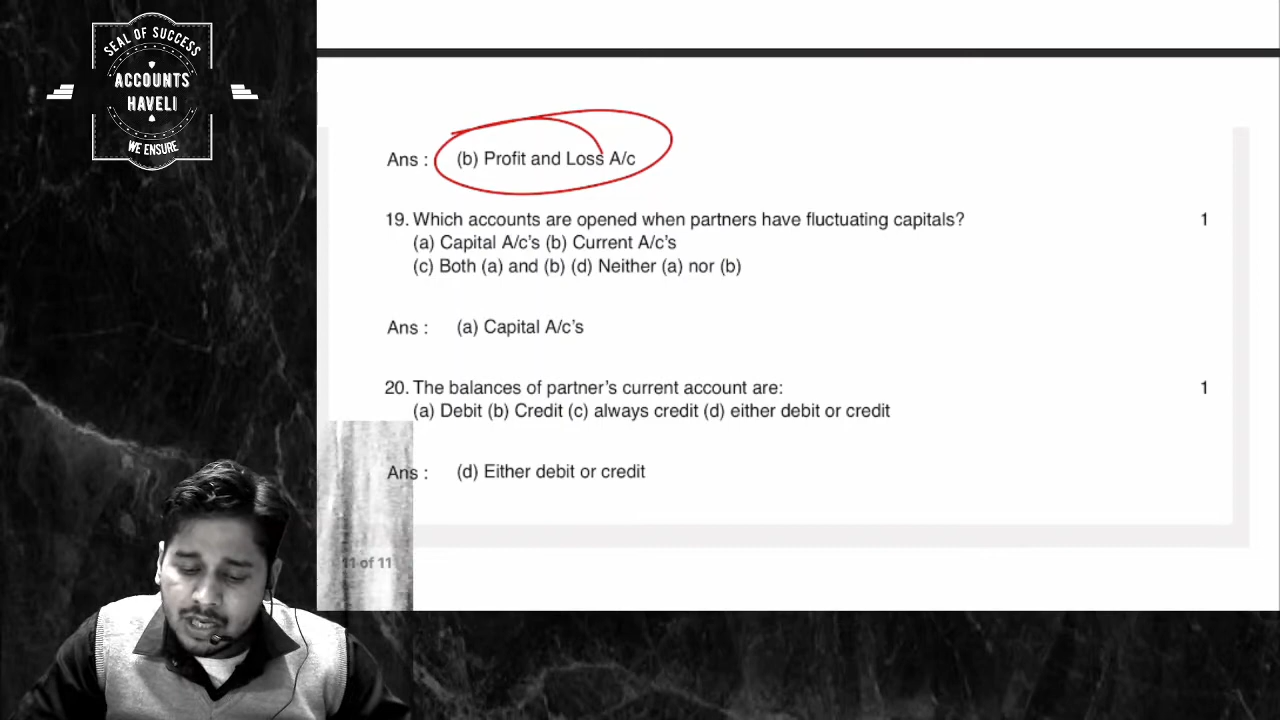 SEAL OF SUCCESS
ACCOUNTS
HAVELI
WE ENSURE
Ans : (b) Profit and Loss A/c
19. Which accounts are opened when partners have fluctuating capitals? 1
(a) Capital A/c's (b) Current A/c's
(c) Both (a) and (b) (d) Neither (a) nor (b)
Ans : (a) Capital A/c's
20. The balances of partner's current account are: 1
(a) Debit (b) Credit (c) always credit (d) either debit or credit
Ans : (d) Either debit or credit
11 of 11